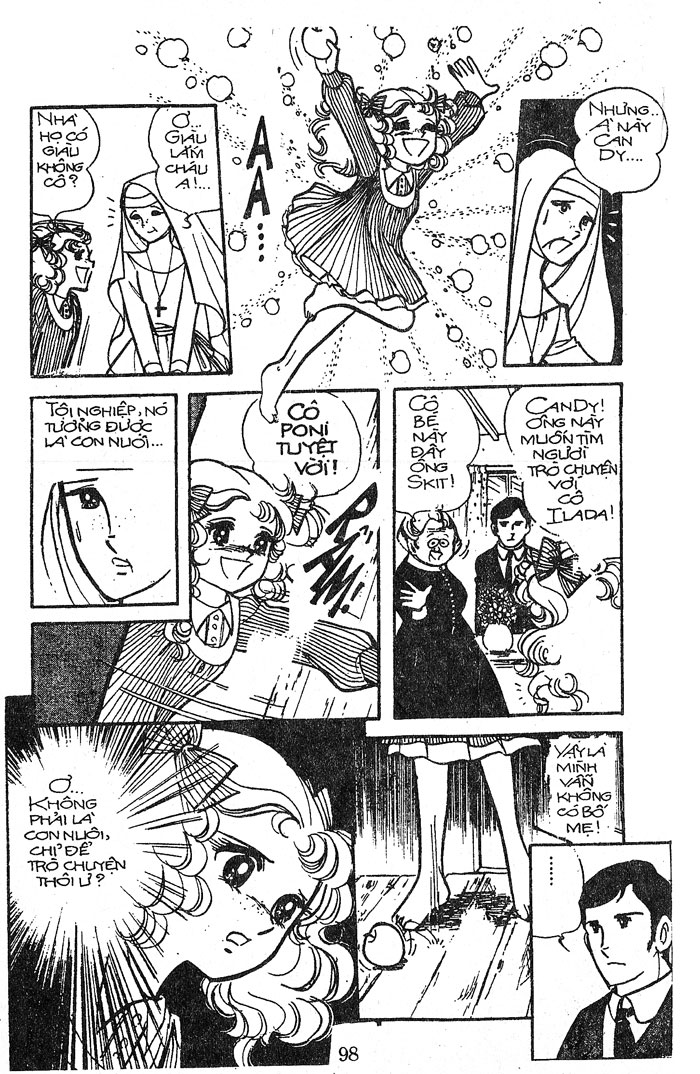 NHÀ
HỌ CÓ
GIÀU
KHÔNG
CÔ?
Ơ...
GIÀU
LẮM
CHÁU
Ạ!...
AA....
NHƯNG..
À NÀY
CAN
DY....
TỘI NGHIỆP, NÓ
TƯỞNG ĐƯỢC
LÀ CON NUÔI...
CÔ
PONI
TUYỆT
VỜI!
RẦM!
CÔ
BÉ
NÀY
ĐẤY
ÔNG
SKIT!
CANDY!
ÔNG NÀY
MUỐN TÌM
NGƯỜI
TRÒ CHUYỆN
VỚI
CÔ
ILADA!
Ơ...
KHÔNG
PHẢI LÀ
CON NUÔI,
CHỈ ĐỂ
TRÒ CHUYỆN
THÔI Ư?
VẬY LÀ
MÌNH
VẪN
KHÔNG
CÓ BỐ
MẸ!
......
98